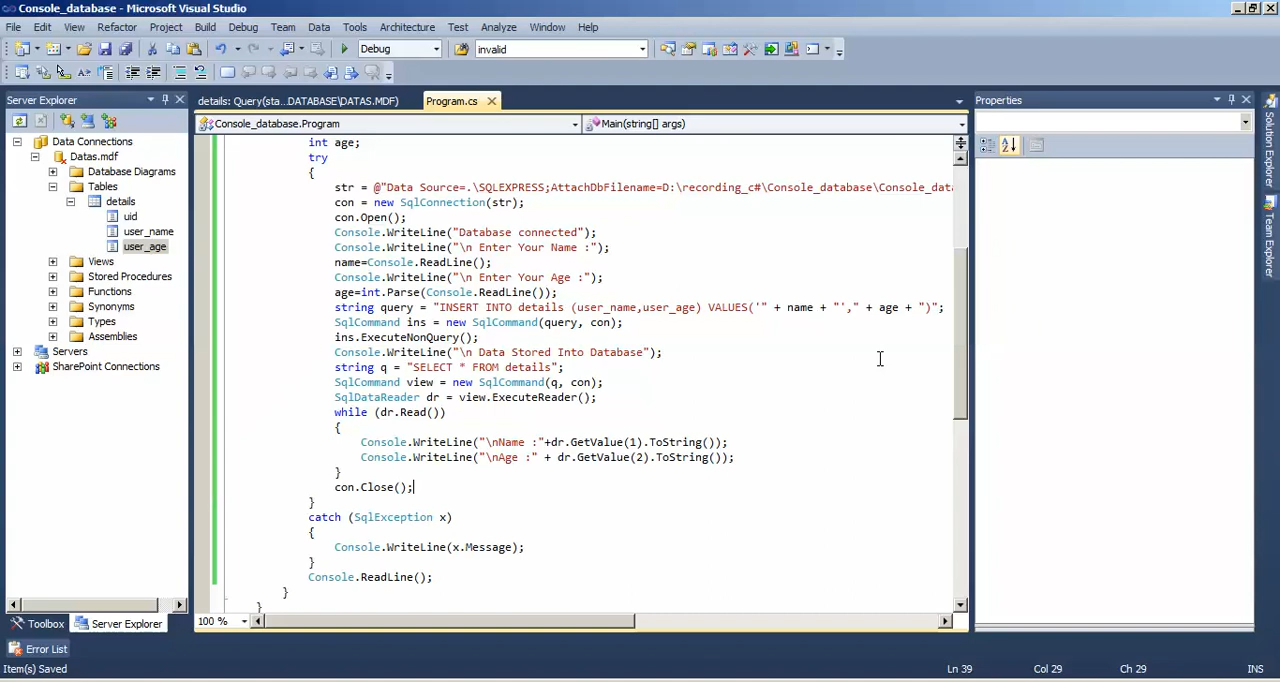 Console_database - Microsoft Visual Studio
File Edit View Refactor Project Build Debug Team Data Tools Architecture Test Analyze Window Help
Debug invalid
Server Explorer
Data Connections
Datas.mdf
Database Diagrams
Tables
details
uid
user_name
user_age
Views
Stored Procedures
Functions
Synonyms
Types
Assemblies
Servers
SharePoint Connections
Toolbox Server Explorer
details: Query(sta...DATABASE\DATAS.MDF) Program.cs
Console_database.Program Main(string[] args)
int age;
try
{
str = @"Data Source=.\SQLEXPRESS;AttachDbFilename=D:\recording_c#\Console_database\Console_dat
con = new SqlConnection(str);
con.Open();
Console.WriteLine("Database connected");
Console.WriteLine("\n Enter Your Name :");
name=Console.ReadLine();
Console.WriteLine("\n Enter Your Age :");
age=int.Parse(Console.ReadLine());
string query = "INSERT INTO details (user_name,user_age) VALUES('" + name + "'," + age + ")";
SqlCommand ins = new SqlCommand(query, con);
ins.ExecuteNonQuery();
Console.WriteLine("\n Data Stored Into Database");
string q = "SELECT * FROM details";
SqlCommand view = new SqlCommand(q, con);
SqlDataReader dr = view.ExecuteReader();
while (dr.Read())
{
Console.WriteLine("\nName :"+dr.GetValue(1).ToString());
Console.WriteLine("\nAge :" + dr.GetValue(2).ToString());
}
con.Close();
}
catch (SqlException x)
{
Console.WriteLine(x.Message);
}
Console.ReadLine();
}
}
100 %
Properties
Solution Explorer
Team Explorer
Error List
Item(s) Saved Ln 39 Col 29 Ch 29 INS